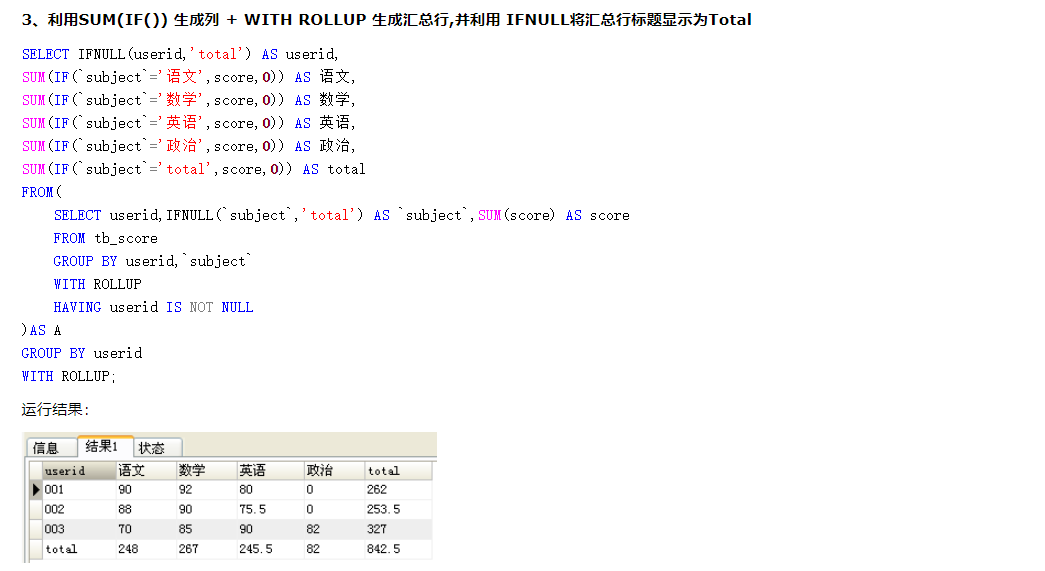 3、利用SUM(IF()) 生成列 + WITH ROLLUP 生成汇总行,并利用 IFNULL将汇总行标题显示为Total
SELECT IFNULL(userid,'total') AS userid,
SUM(IF(`subject`='语文',score,0)) AS 语文,
SUM(IF(`subject`='数学',score,0)) AS 数学,
SUM(IF(`subject`='英语',score,0)) AS 英语,
SUM(IF(`subject`='政治',score,0)) AS 政治,
SUM(IF(`subject`='total',score,0)) AS total
FROM(
    SELECT userid,IFNULL(`subject`,'total') AS `subject`,SUM(score) AS score
    FROM tb_score
    GROUP BY userid,`subject`
    WITH ROLLUP
    HAVING userid IS NOT NULL
)AS A
GROUP BY userid
WITH ROLLUP;
运行结果：
信息 结果1 状态
userid 语文 数学 英语 政治 total
001 90 92 80 0 262
002 88 90 75.5 0 253.5
003 70 85 90 82 327
total 248 267 245.5 82 842.5